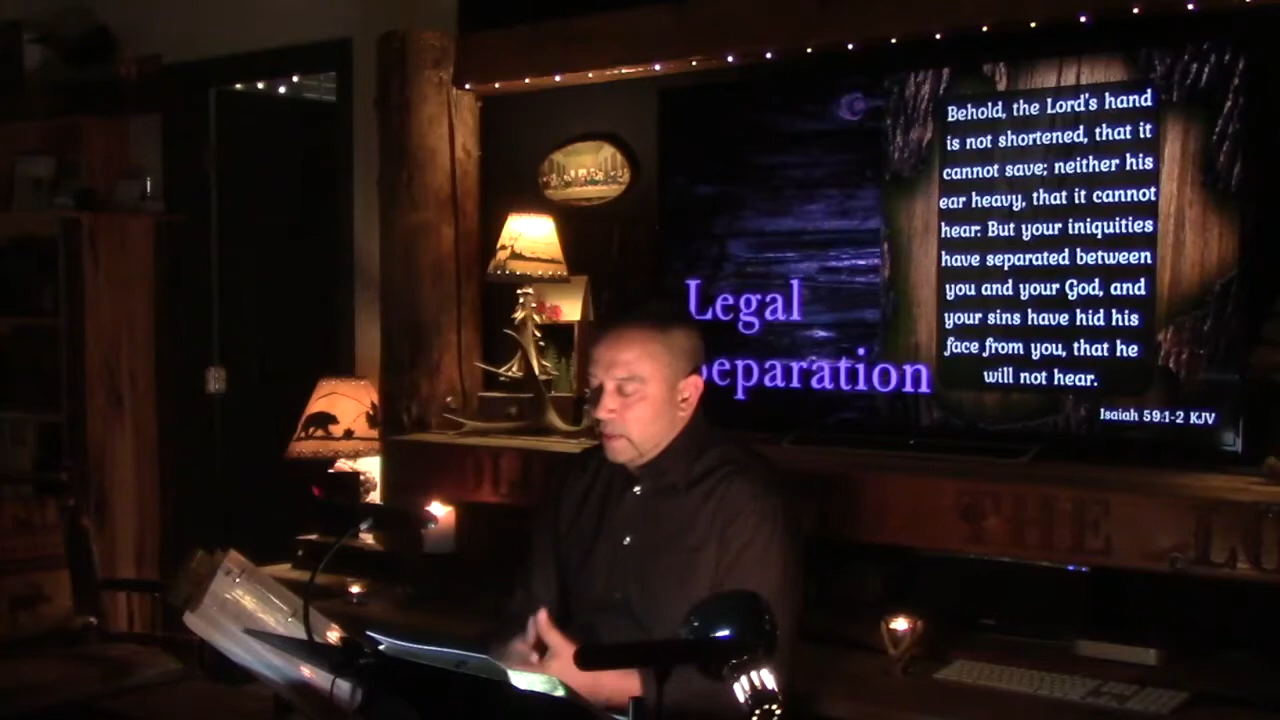 Legal
Separation
Behold, the Lord's hand
is not shortened, that it
cannot save; neither his
ear heavy, that it cannot
hear: But your iniquities
have separated between
you and your God, and
your sins have hid his
face from you, that he
will not hear.
Isaiah 59:1-2 KJV
THE